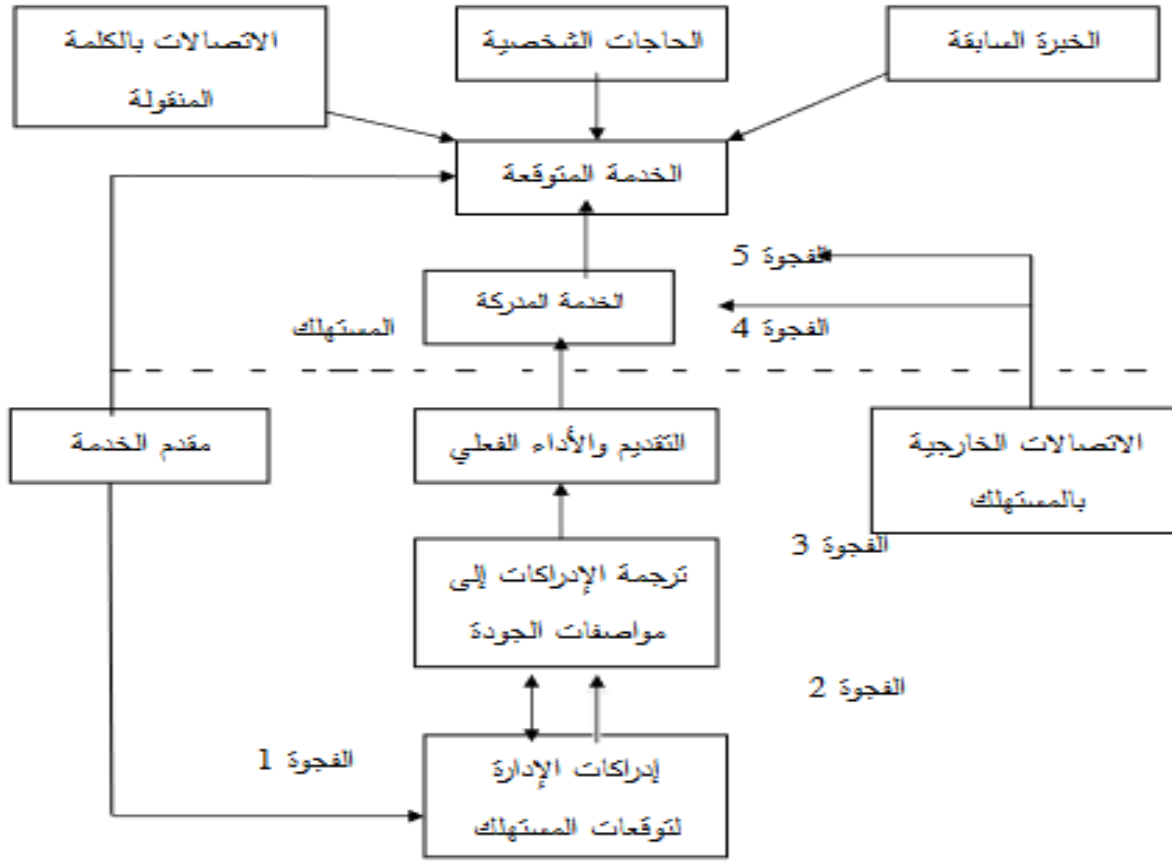 الخبرة السابقة
الحاجات الشخصية
الاتصالات بالكلمة
المنقولة
الخدمة المتوقعة
الفجوة 5
الخدمة المدركة
الفجوة 4
المستهلك
الاتصالات الخارجية
بالمستهلك
التقديم والأداء الفعلي
مقدم الخدمة
الفجوة 3
ترجمة الإدراكات إلى
مواصفات الجودة
الفجوة 2
إدراكات الإدارة
لتوقعات المستهلك
الفجوة 1